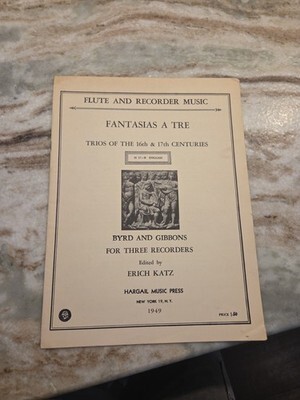 FLUTE AND RECORDER MUSIC
FANTASIAS A TRE
TRIOS OF THE 16th & 17th CENTURIES
BYRD AND GIBBONS
FOR THREE RECORDERS
Edited by
ERICH KATZ
HARGAIL MUSIC PRESS
NEW YORK 19, N. Y.
1949
PRICE